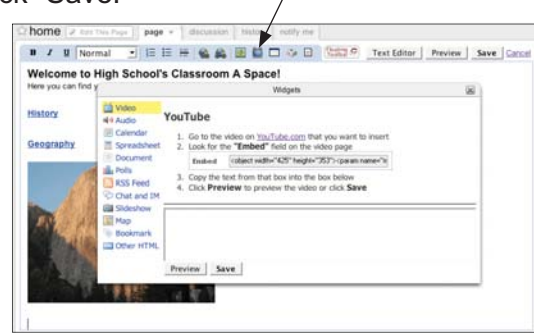 ck "Save."
home Edit This Page page discussion history notify me
B I U Normal Text Editor Preview Save Cancel
Welcome to High School's Classroom A Space!
Here you can find y
Widgets
History
Geography
Video
Audio
Calendar
Spreadsheet
Document
Polls
RSS Feed
Chat and IM
Slideshow
Map
Bookmark
Other HTML
YouTube
1. Go to the video on YouTube.com that you want to insert
2. Look for the "Embed" field on the video page
Embed <object width="425" height="353"><param name="n
3. Copy the text from that box into the box below
4. Click Preview to preview the video or click Save
Preview Save